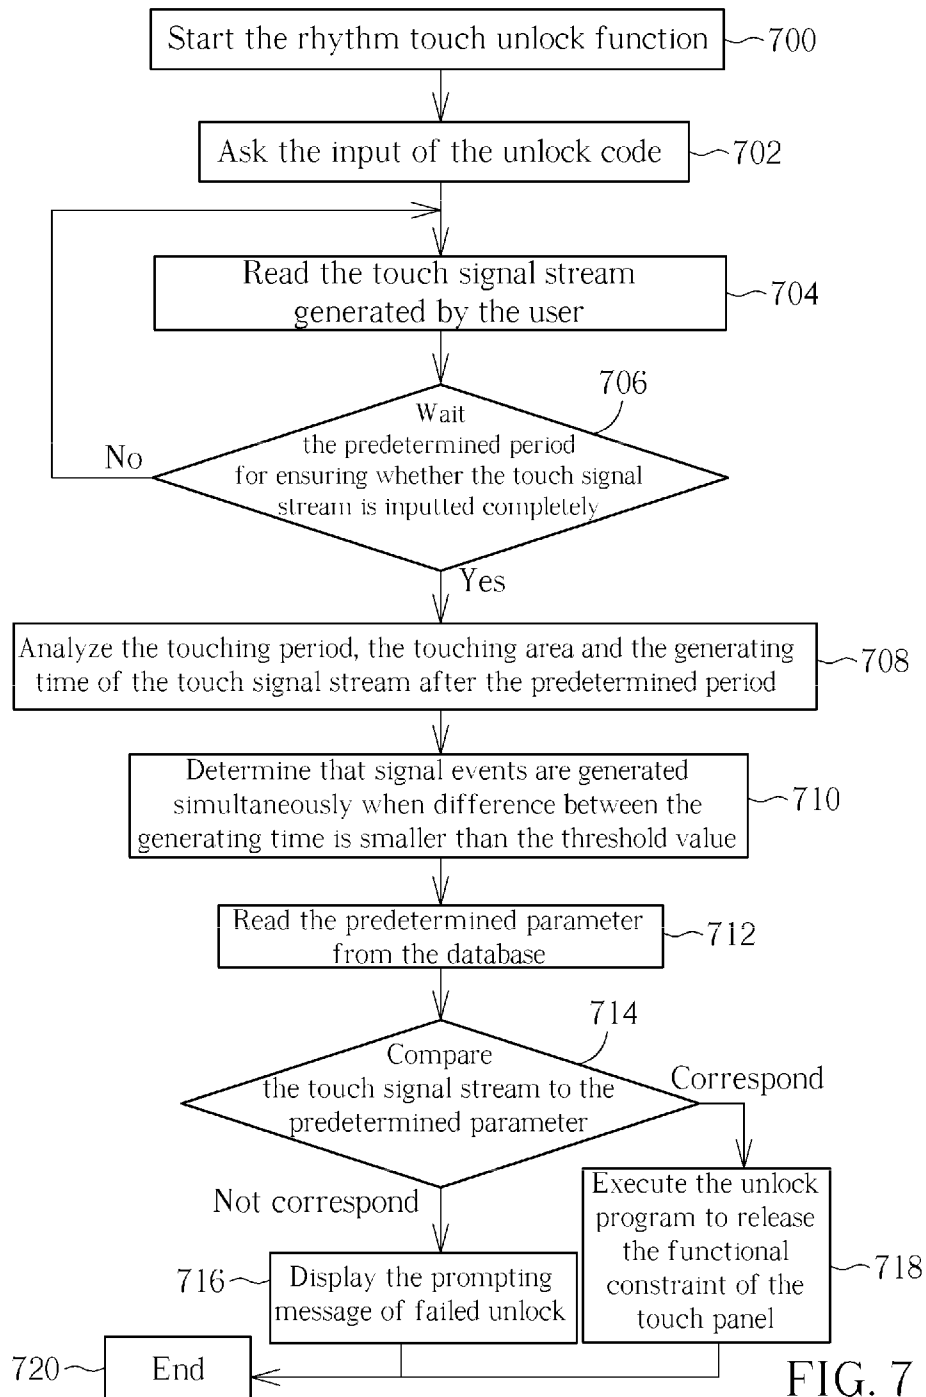 Start the rhythm touch unlock function
700
Ask the input of the unlock code
702
Read the touch signal stream
generated by the user
704
706
Wait
the predetermined period
for ensuring whether the touch signal
stream is inputted completely
No
Yes
Analyze the touching period, the touching area and the generating
time of the touch signal stream after the predetermined period
708
Determine that signal events are generated
simultaneously when difference between the
generating time is smaller than the threshold value
710
Read the predetermined parameter
from the database
712
714
Compare
the touch signal stream to the
predetermined parameter
Correspond
Not correspond
Execute the unlock
program to release
the functional
constraint of the
touch panel
718
716
Display the prompting
message of failed unlock
720
End
FIG. 7